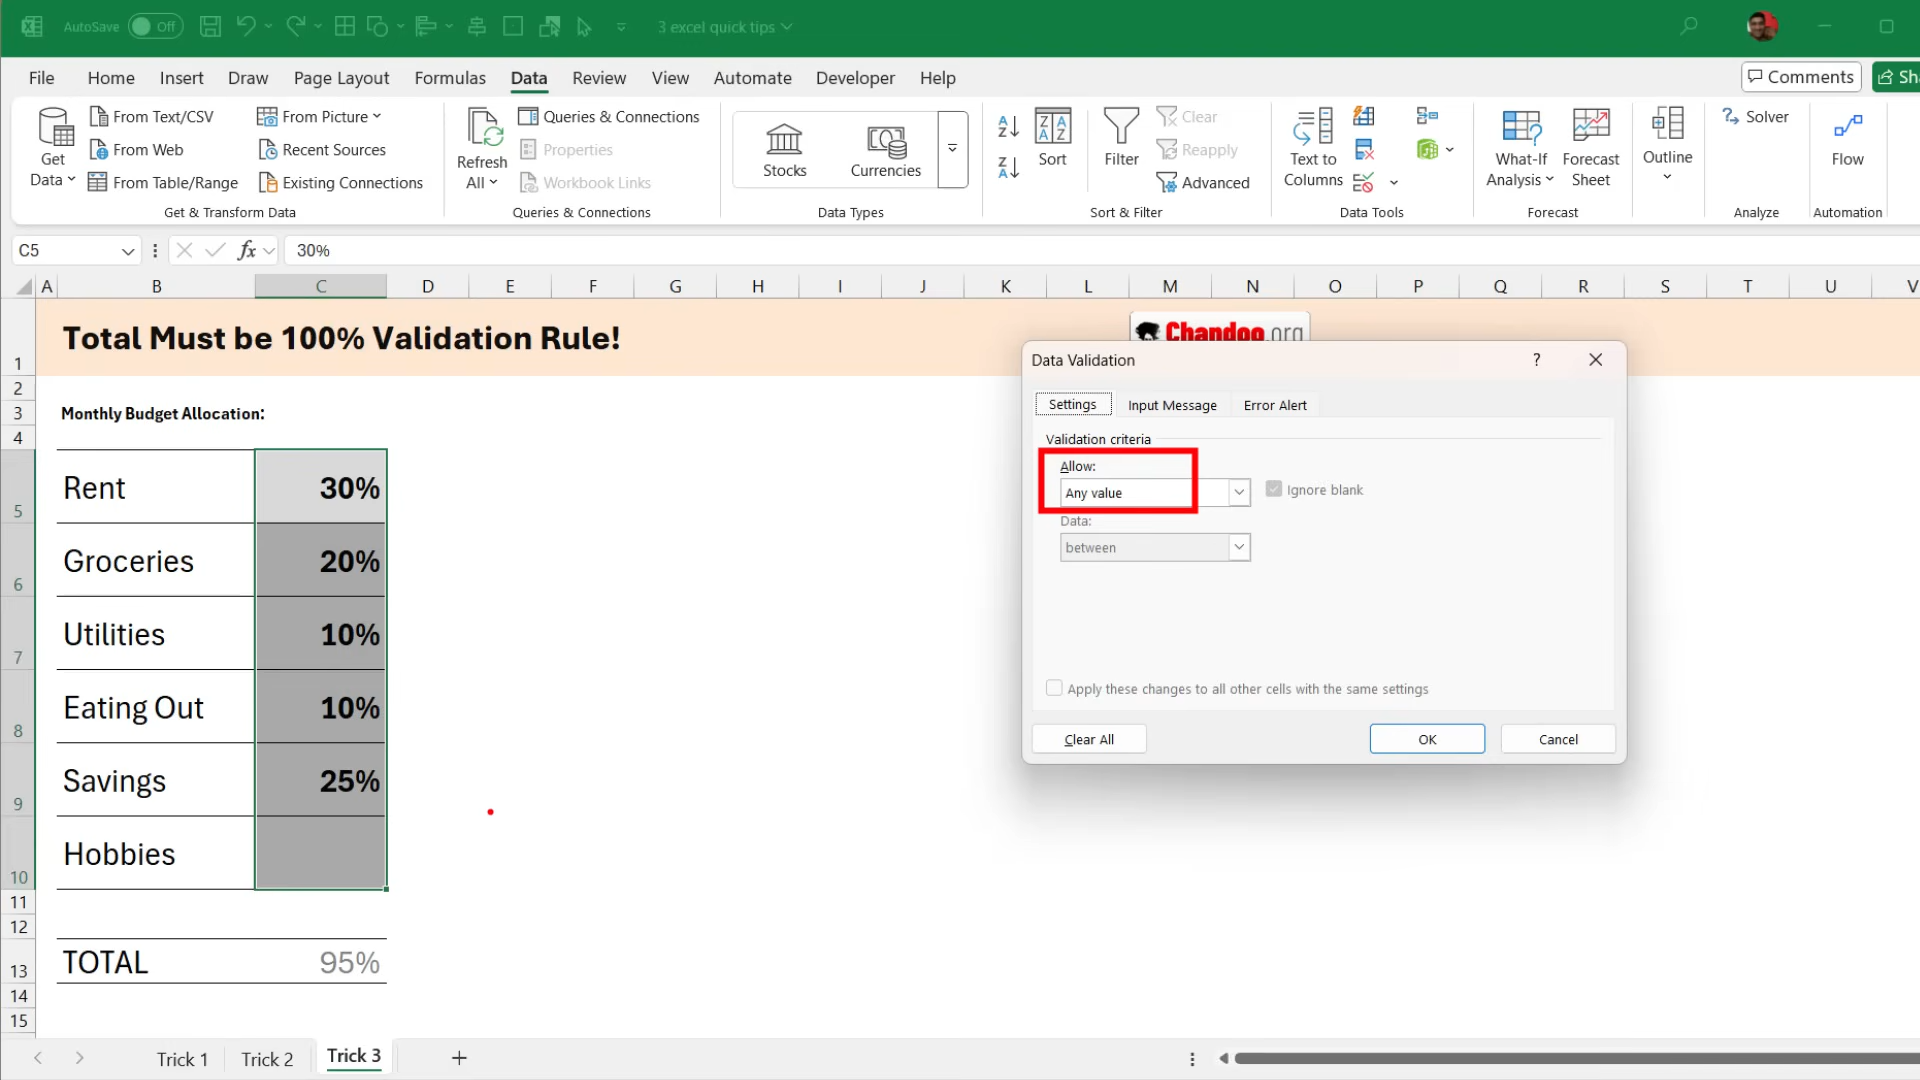 AutoSave Off 3 excel quick tips
File Home Insert Draw Page Layout Formulas Data Review View Automate Developer Help Comments Sh
Get Data
From Text/CSV
From Web
From Table/Range
From Picture
Recent Sources
Existing Connections
Get & Transform Data
Refresh All
Queries & Connections
Properties
Workbook Links
Queries & Connections
Stocks
Currencies
Data Types
Sort
Filter
Clear
Reapply
Advanced
Sort & Filter
Text to Columns
Data Tools
What-If Analysis
Forecast Sheet
Forecast
Outline
Solver
Analyze
Flow
Automation
C5 fx 30%
A B C D E F G H I J K L M N O P Q R S T U V
1 Total Must be 100% Validation Rule!
Chandoo.org
2
3 Monthly Budget Allocation:
4
5 Rent 30%
6 Groceries 20%
7 Utilities 10%
8 Eating Out 10%
9 Savings 25%
10 Hobbies
11
12
13 TOTAL 95%
14
15
Data Validation ?
Settings Input Message Error Alert
Validation criteria
Allow:
Any value Ignore blank
Data:
between
Apply these changes to all other cells with the same settings
Clear All OK Cancel
Trick 1 Trick 2 Trick 3